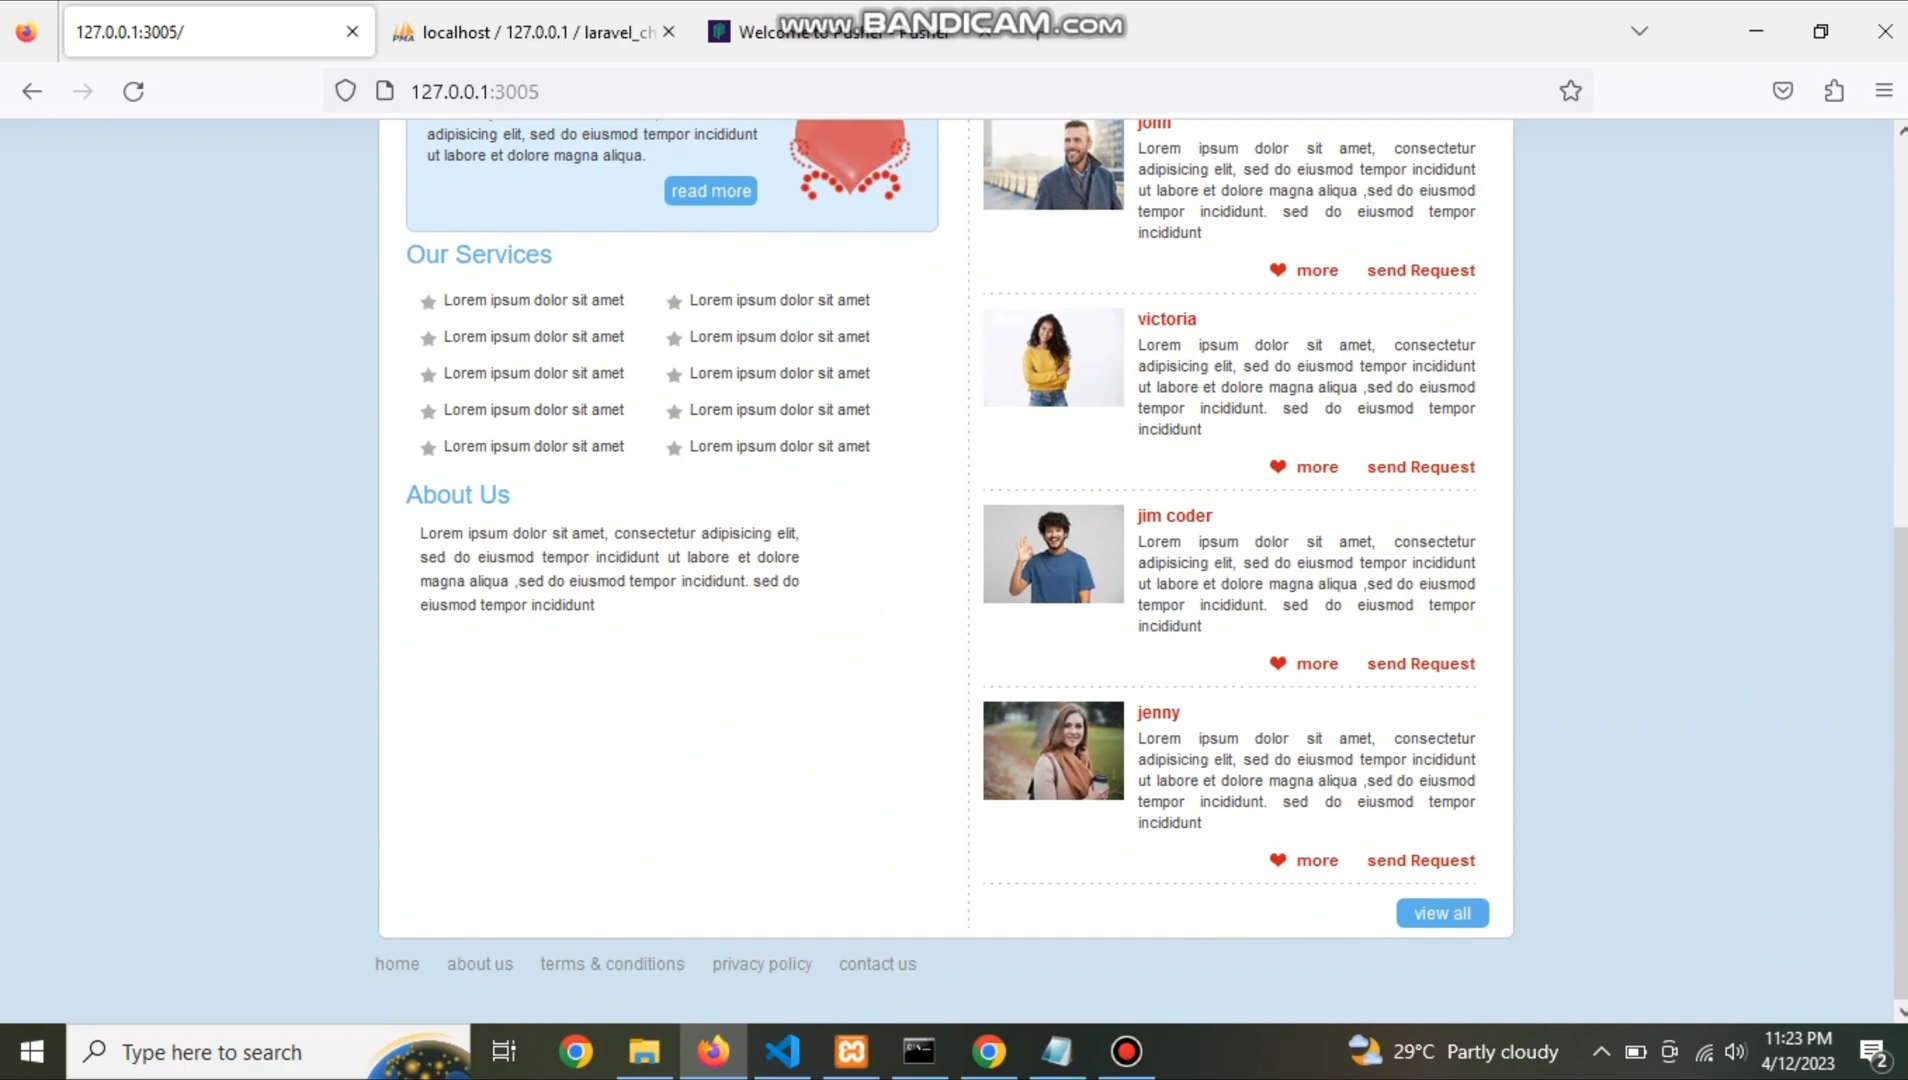 127.0.0.1:3005/
localhost / 127.0.0.1 / laravel_ch
Welcome to Pusher - Pusher
www.BANDICAM.com
127.0.0.1:3005
adipisicing elit, sed do eiusmod tempor incididunt
ut labore et dolore magna aliqua.
read more
Our Services
Lorem ipsum dolor sit amet
Lorem ipsum dolor sit amet
Lorem ipsum dolor sit amet
Lorem ipsum dolor sit amet
Lorem ipsum dolor sit amet
Lorem ipsum dolor sit amet
Lorem ipsum dolor sit amet
Lorem ipsum dolor sit amet
Lorem ipsum dolor sit amet
Lorem ipsum dolor sit amet
About Us
Lorem ipsum dolor sit amet, consectetur adipisicing elit,
sed do eiusmod tempor incididunt ut labore et dolore
magna aliqua ,sed do eiusmod tempor incididunt. sed do
eiusmod tempor incididunt
john
Lorem ipsum dolor sit amet, consectetur
adipisicing elit, sed do eiusmod tempor incididunt
ut labore et dolore magna aliqua ,sed do eiusmod
tempor incididunt. sed do eiusmod tempor
incididunt
more send Request
victoria
Lorem ipsum dolor sit amet, consectetur
adipisicing elit, sed do eiusmod tempor incididunt
ut labore et dolore magna aliqua ,sed do eiusmod
tempor incididunt. sed do eiusmod tempor
incididunt
more send Request
jim coder
Lorem ipsum dolor sit amet, consectetur
adipisicing elit, sed do eiusmod tempor incididunt
ut labore et dolore magna aliqua ,sed do eiusmod
tempor incididunt. sed do eiusmod tempor
incididunt
more send Request
jenny
Lorem ipsum dolor sit amet, consectetur
adipisicing elit, sed do eiusmod tempor incididunt
ut labore et dolore magna aliqua ,sed do eiusmod
tempor incididunt. sed do eiusmod tempor
incididunt
more send Request
view all
home about us terms & conditions privacy policy contact us
Type here to search
29°C Partly cloudy
11:23 PM
4/12/2023
2